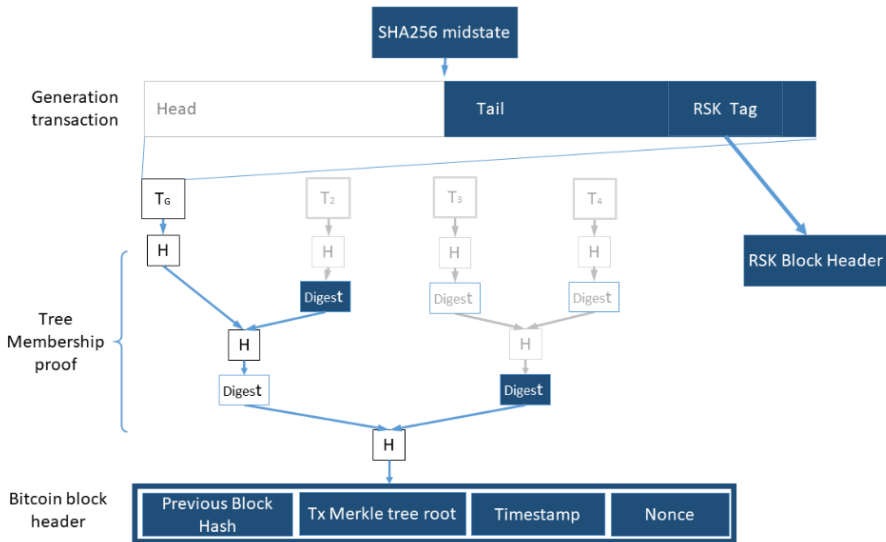 SHA256 midstate
Generation
transaction
Head
Tail
RSK Tag
TG
T2
T3
T4
H
H
H
H
RSK Block Header
Digest
Digest
Digest
Tree
Membership
proof
H
H
Digest
Digest
H
Bitcoin block
header
Previous Block
Hash
Tx Merkle tree root
Timestamp
Nonce